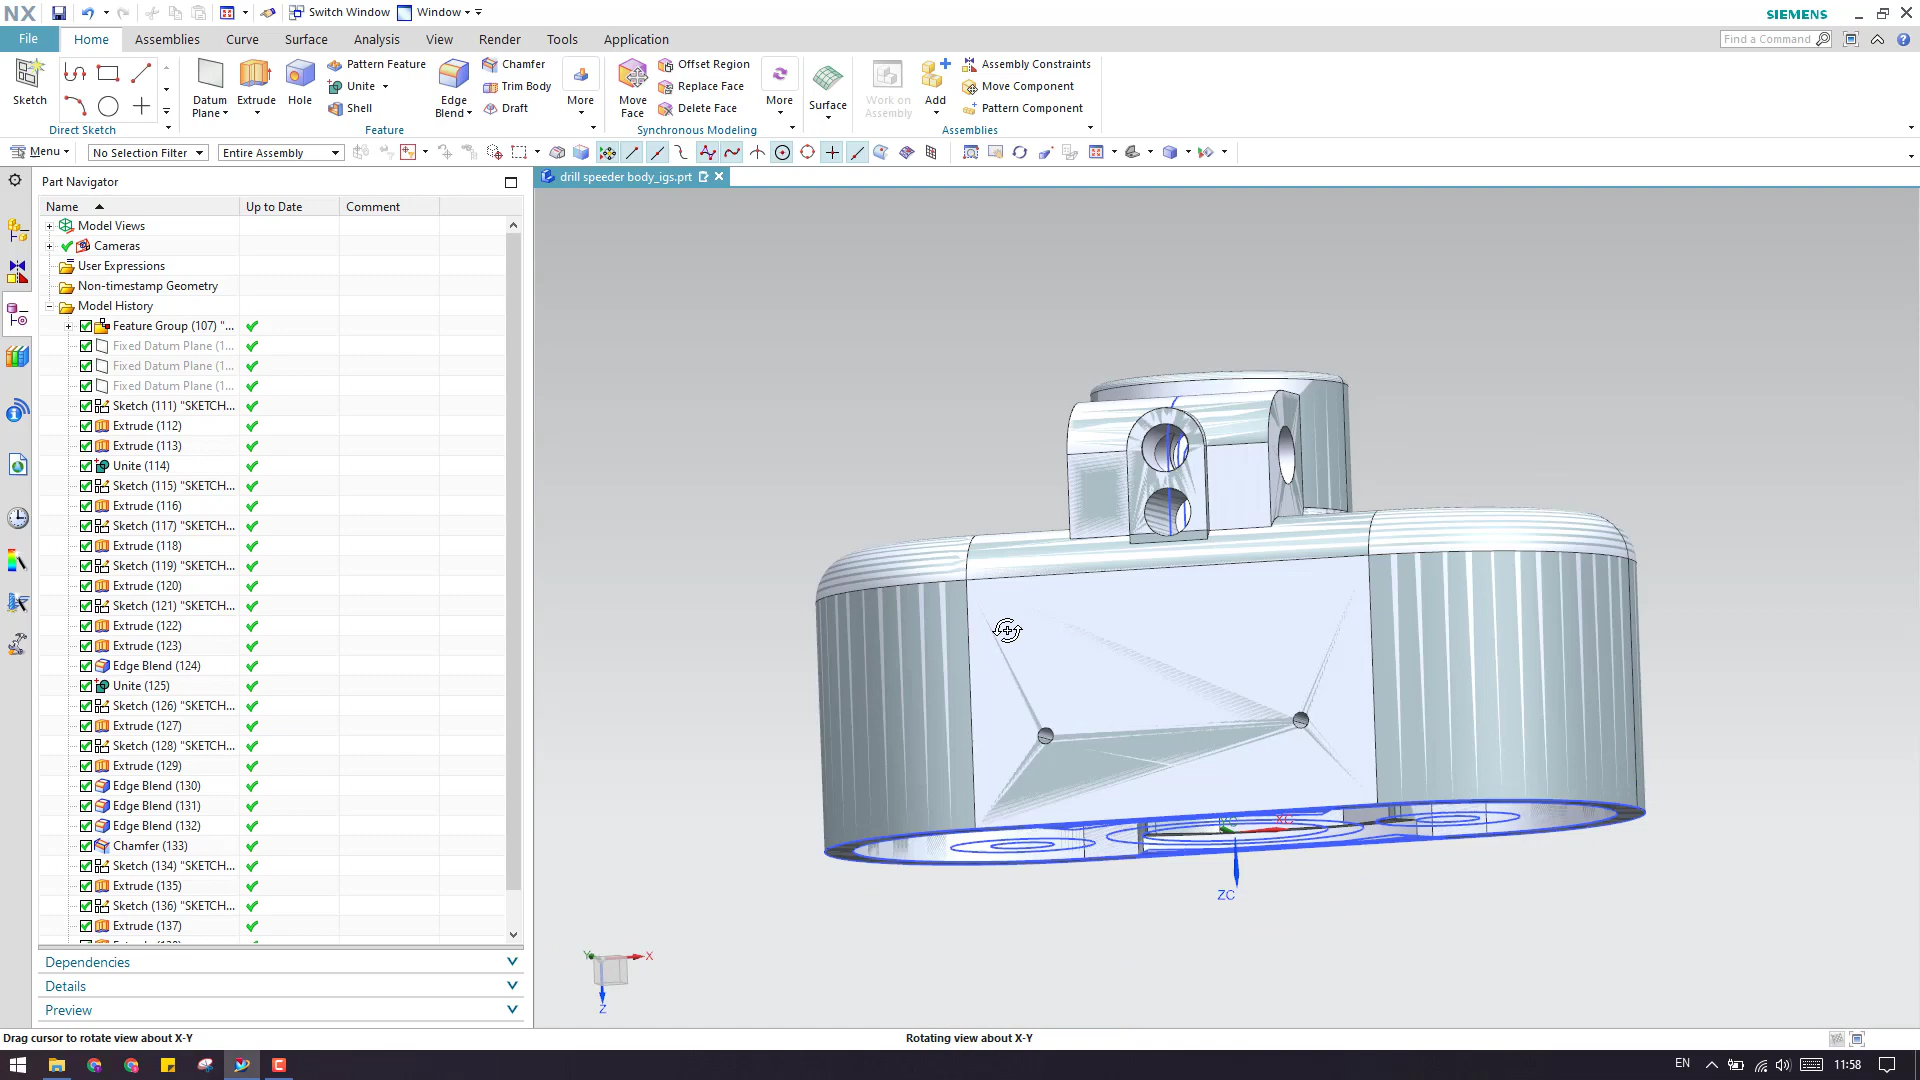 NX Switch Window Window SIEMENS
File Home Assemblies Curve Surface Analysis View Render Tools Application Find a Command
Sketch Datum Plane Extrude Hole Pattern Feature Unite Shell Edge Blend Chamfer Trim Body Draft More Move Face Offset Region Replace Face Delete Face More Surface Work on Assembly Add Assembly Constraints Move Component Pattern Component
Direct Sketch Feature Synchronous Modeling Assemblies
Menu No Selection Filter Entire Assembly
Part Navigator
drill speeder body_igs.prt
Name Up to Date Comment
Model Views
Cameras
User Expressions
Non-timestamp Geometry
Model History
Feature Group (107) "...
Fixed Datum Plane (1...
Fixed Datum Plane (1...
Fixed Datum Plane (1...
Sketch (111) "SKETCH...
Extrude (112)
Extrude (113)
Unite (114)
Sketch (115) "SKETCH...
Extrude (116)
Sketch (117) "SKETCH...
Extrude (118)
Sketch (119) "SKETCH...
Extrude (120)
Sketch (121) "SKETCH...
Extrude (122)
Extrude (123)
Edge Blend (124)
Unite (125)
Sketch (126) "SKETCH...
Extrude (127)
Sketch (128) "SKETCH...
Extrude (129)
Edge Blend (130)
Edge Blend (131)
Edge Blend (132)
Chamfer (133)
Sketch (134) "SKETCH...
Extrude (135)
Sketch (136) "SKETCH...
Extrude (137)
XC
ZC
Y X
Z
Dependencies
Details
Preview
Drag cursor to rotate view about X-Y Rotating view about X-Y
EN 11:58